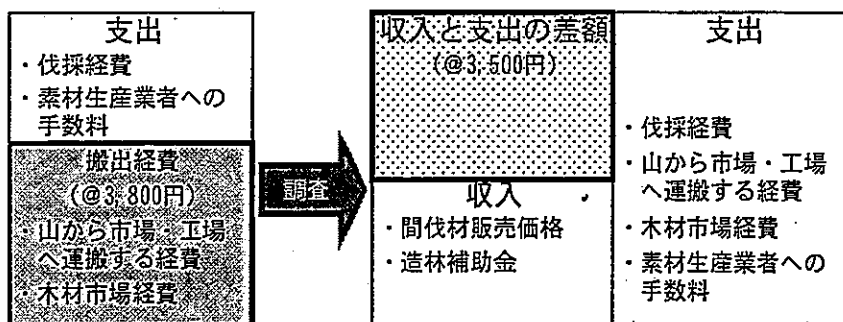 支出
・伐採経費
・素材生産業者への
手数料
搬出経費
(@3,800円)
・山から市場・工場
へ運搬する経費
・木材市場経費
調査
収入と支出の差額
(@3,500円)
収入
・間伐材販売価格
・造林補助金
支出
・伐採経費
・山から市場・工場
へ運搬する経費
・木材市場経費
・素材生産業者への
手数料